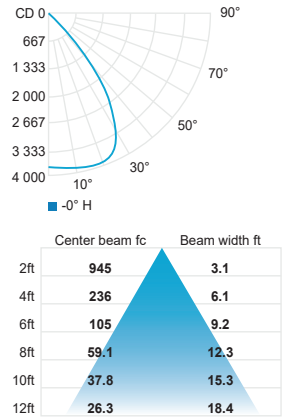 CD 0
90°
667
1 333
70°
2 000
2 667
50°
3 333
30°
4 000
10°
-0° H
Center beam fc Beam width ft
2ft 945 3.1
4ft 236 6.1
6ft 105 9.2
8ft 59.1 12.3
10ft 37.8 15.3
12ft 26.3 18.4